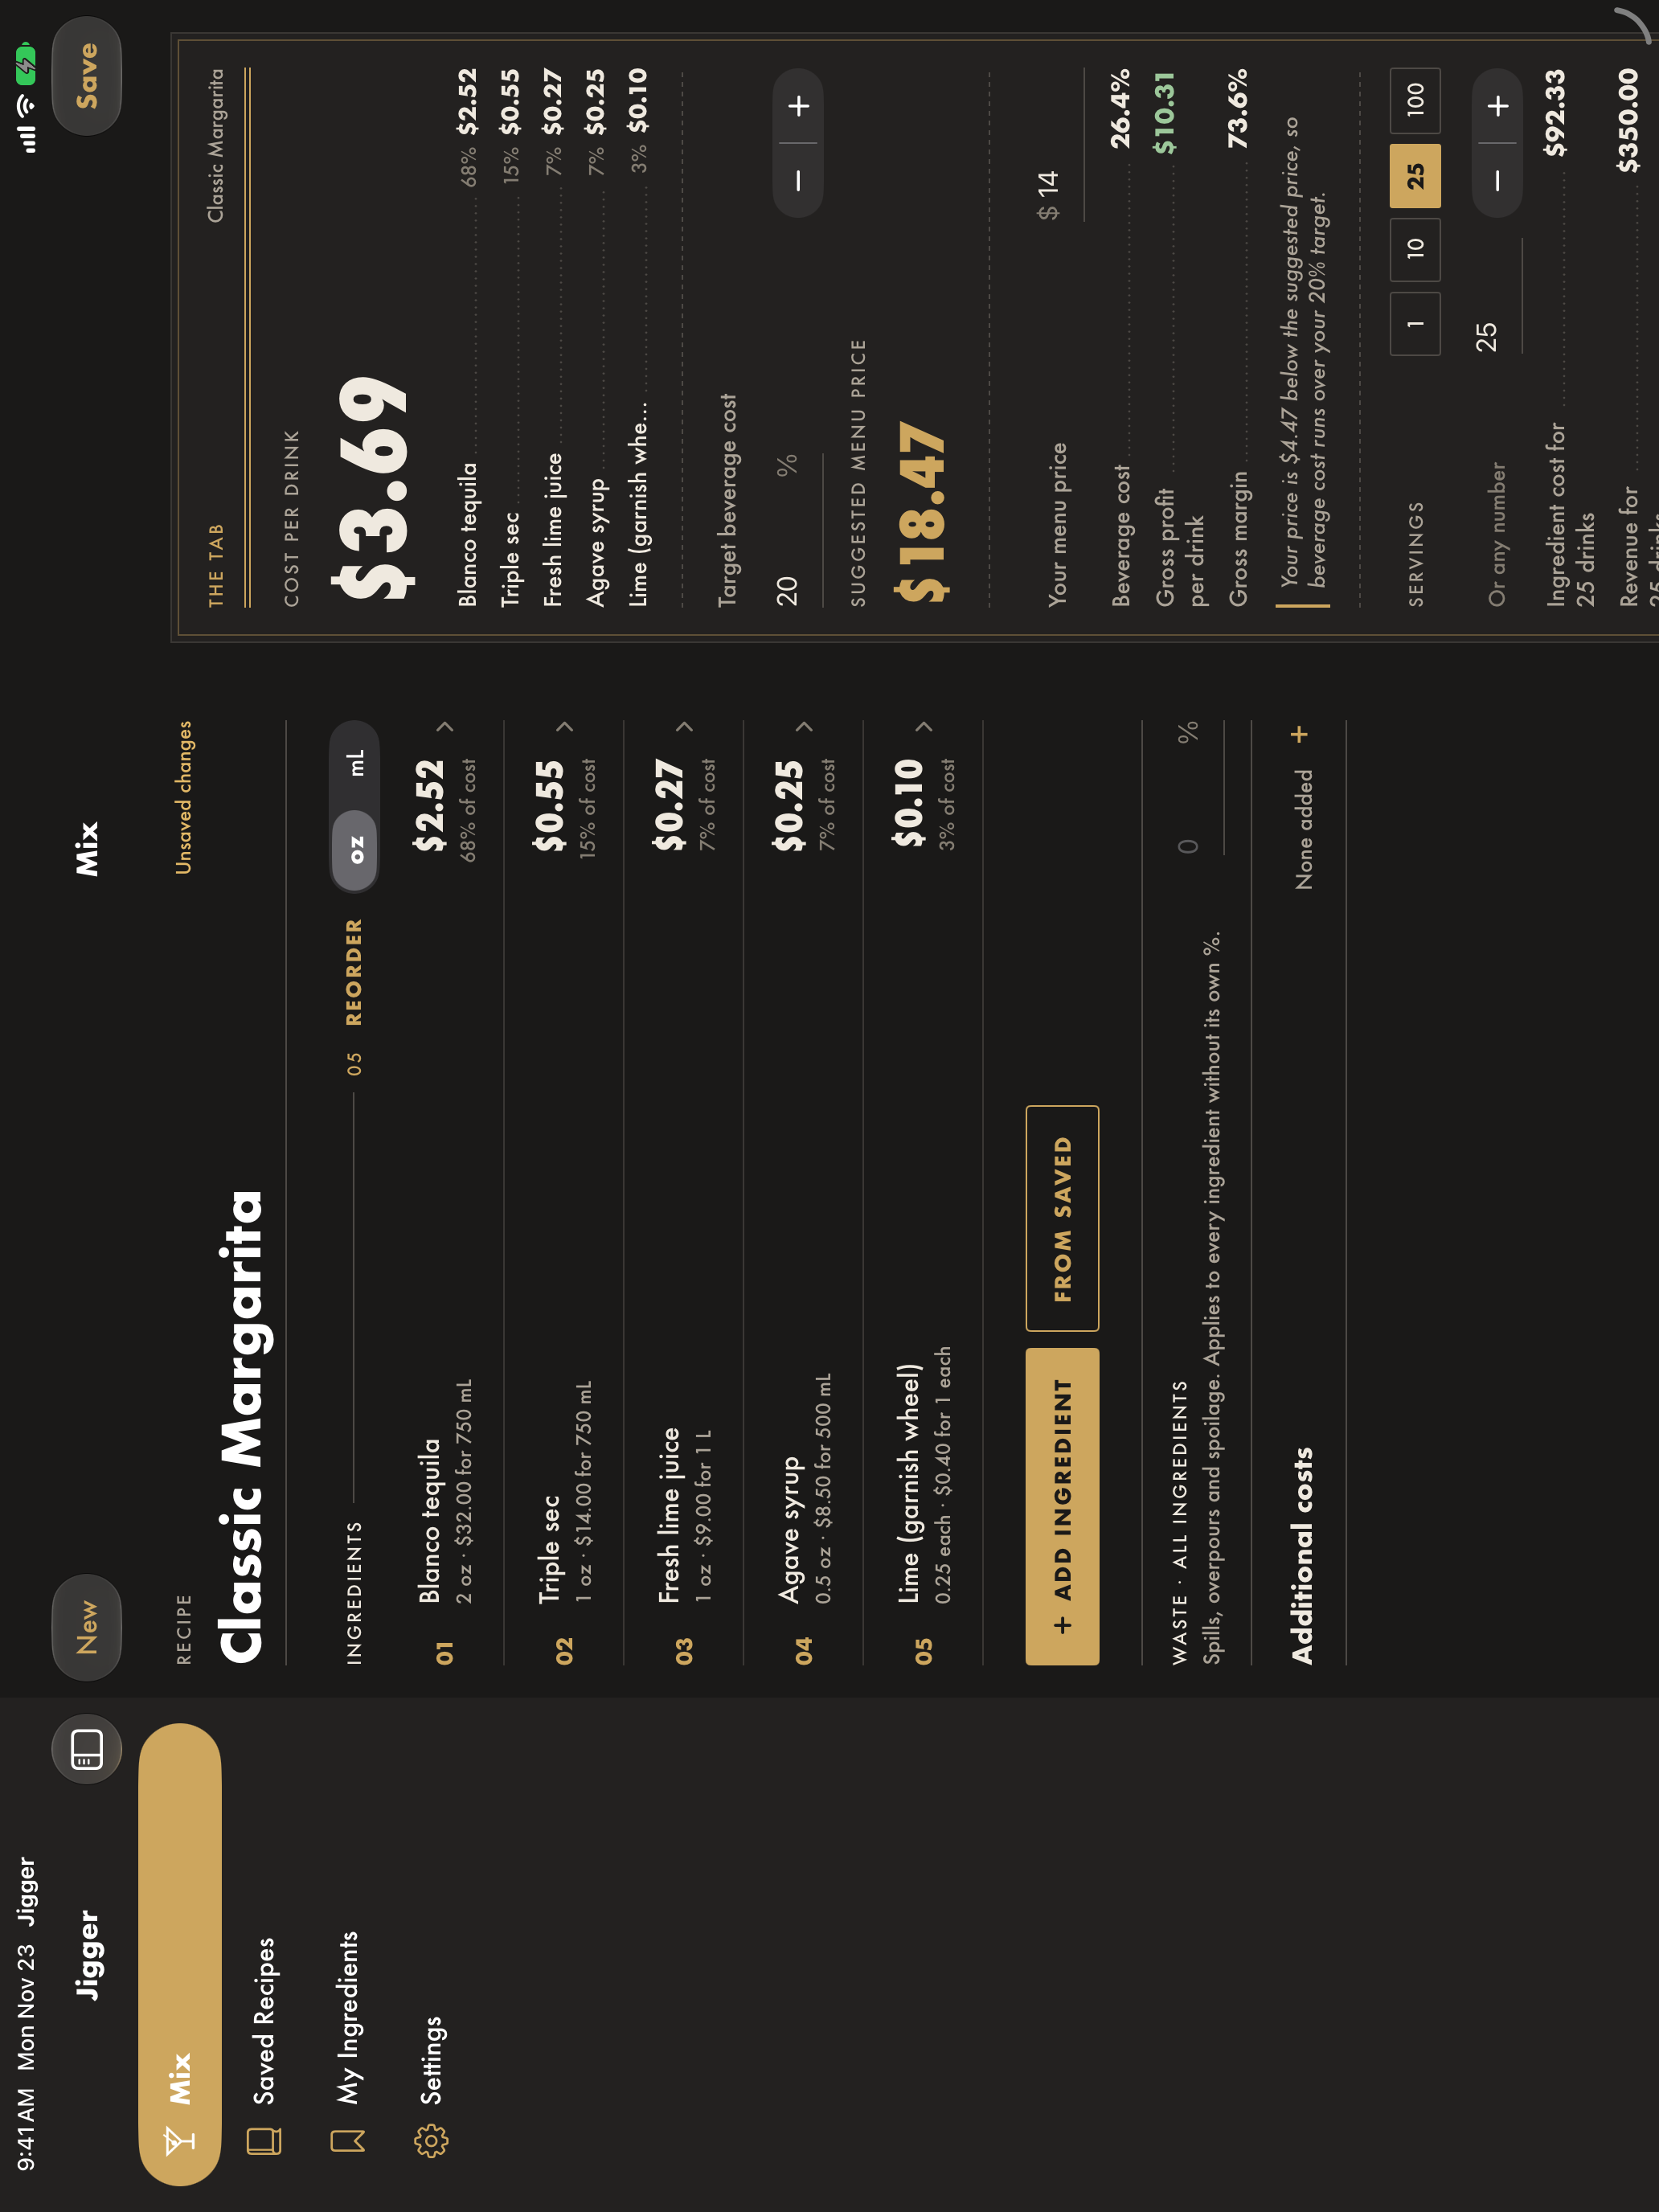 9:41 AM Mon Nov 23 Jigger
Jigger
Mix
Saved Recipes
My Ingredients
Settings
New
Mix
Save
RECIPE
Unsaved changes
Classic Margarita
INGREDIENTS 05 REORDER oz mL
01 Blanco tequila $2.52
2 oz · $32.00 for 750 mL 68% of cost
02 Triple sec $0.55
1 oz · $14.00 for 750 mL 15% of cost
03 Fresh lime juice $0.27
1 oz · $9.00 for 1 L 7% of cost
04 Agave syrup $0.25
0.5 oz · $8.50 for 500 mL 7% of cost
05 Lime (garnish wheel) $0.10
0.25 each · $0.40 for 1 each 3% of cost
+ ADD INGREDIENT
FROM SAVED
WASTE · ALL INGREDIENTS
0 %
Spills, overpours and spoilage. Applies to every ingredient without its own %.
Additional costs None added +
THE TAB Classic Margarita
COST PER DRINK
$3.69
Blanco tequila 68% $2.52
Triple sec 15% $0.55
Fresh lime juice 7% $0.27
Agave syrup 7% $0.25
Lime (garnish whe... 3% $0.10
Target beverage cost
20 % − +
SUGGESTED MENU PRICE
$18.47
Your menu price $ 14
Beverage cost 26.4%
Gross profit $10.31
per drink
Gross margin 73.6%
Your price is $4.47 below the suggested price, so
beverage cost runs over your 20% target.
SERVINGS 1 10 25 100
Or any number 25 − +
Ingredient cost for $92.33
25 drinks
Revenue for $350.00
25 drinks